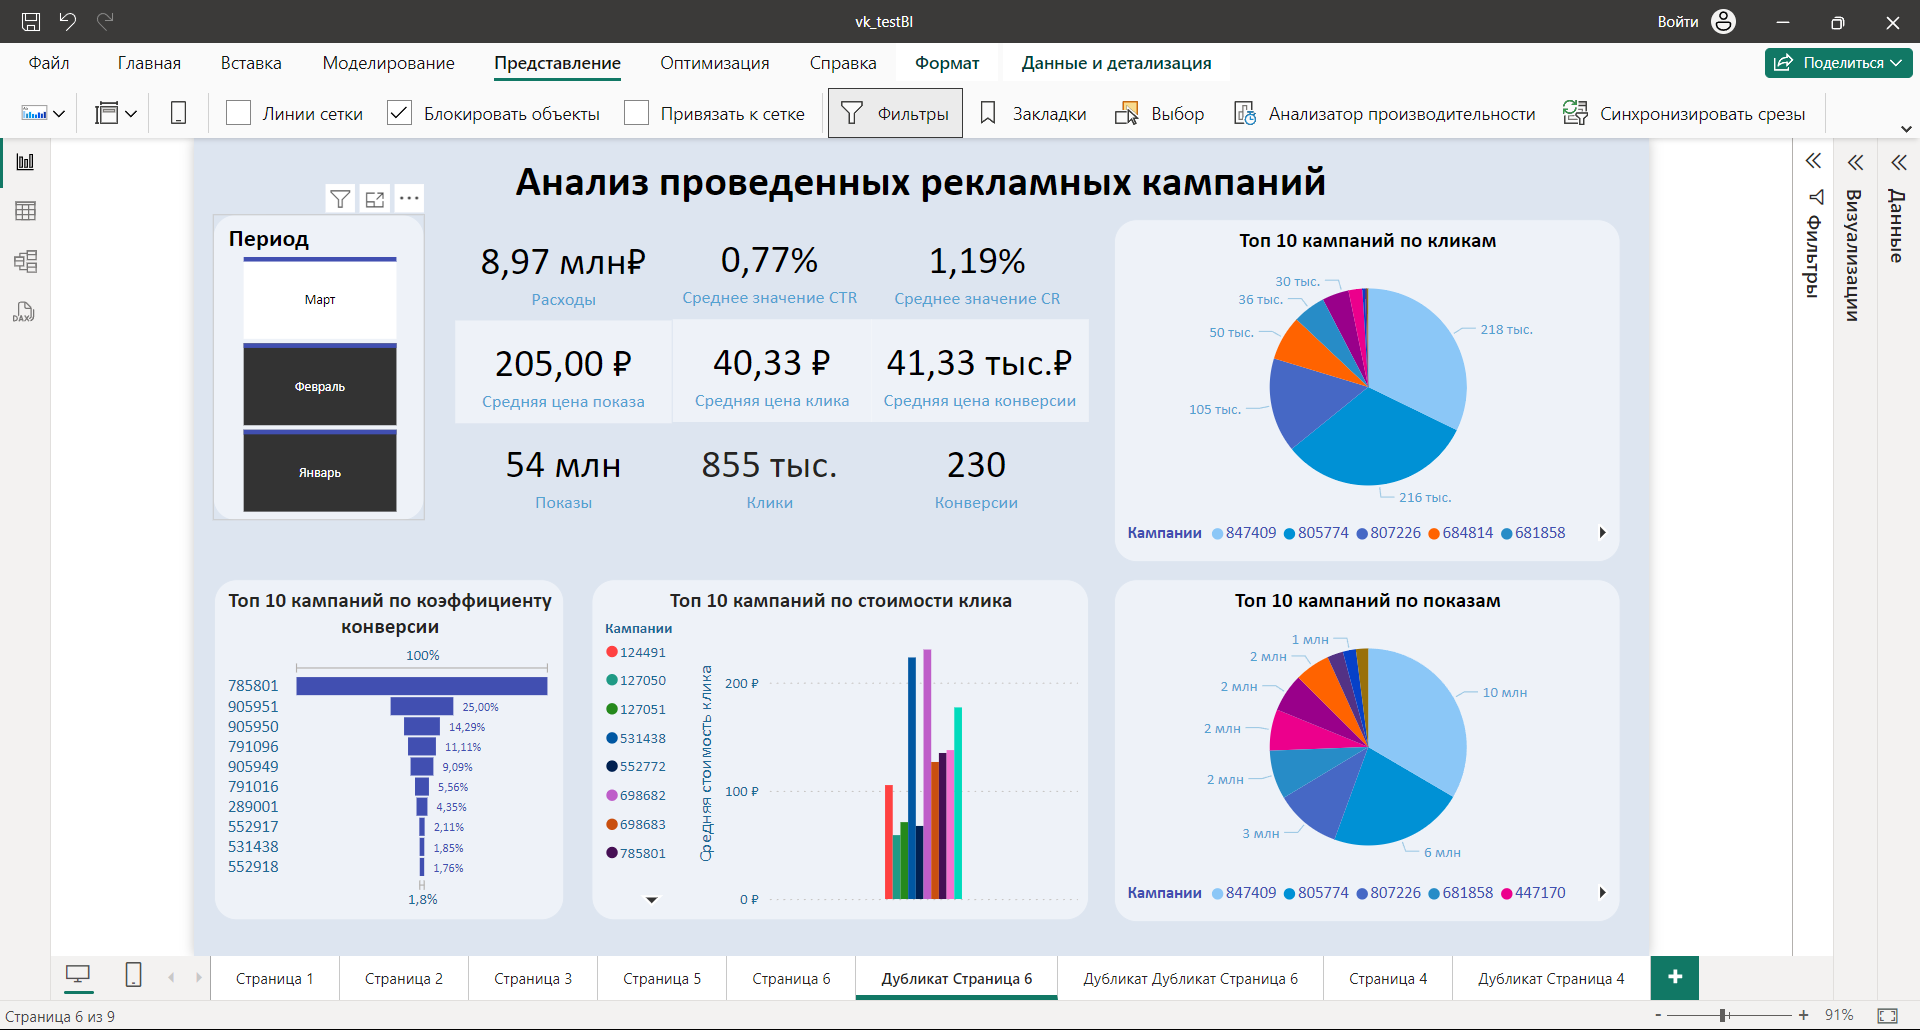 vk_testBI
Войти
Файл
Главная
Вставка
Моделирование
Представление
Оптимизация
Справка
Формат
Данные и детализация
Поделиться
Линии сетки
Блокировать объекты
Привязать к сетке
Фильтры
Закладки
Выбор
Анализатор производительности
Синхронизировать срезы
DAX
Анализ проведенных рекламных кампаний
Период
Март
Февраль
Январь
8,97 млн₽
Расходы
0,77%
Среднее значение CTR
1,19%
Среднее значение CR
205,00 ₽
Средняя цена показа
40,33 ₽
Средняя цена клика
41,33 тыс.₽
Средняя цена конверсии
54 млн
Показы
855 тыс.
Клики
230
Конверсии
Топ 10 кампаний по кликам
30 тыс.
36 тыс.
50 тыс.
105 тыс.
218 тыс.
216 тыс.
Кампании 847409 805774 807226 684814 681858
Топ 10 кампаний по коэффициенту
конверсии
100%
785801
905951 25,00%
905950 14,29%
791096 11,11%
905949 9,09%
791016 5,56%
289001 4,35%
552917 2,11%
531438 1,85%
552918 1,76%
1,8%
Топ 10 кампаний по стоимости клика
Кампании
124491
127050
127051
531438
552772
698682
698683
785801
Средняя стоимость клика
200 ₽
100 ₽
0 ₽
Топ 10 кампаний по показам
1 млн
2 млн
2 млн
2 млн
2 млн
3 млн
10 млн
6 млн
Кампании 847409 805774 807226 681858 447170
Фильтры
Визуализации
Данные
Страница 1
Страница 2
Страница 3
Страница 5
Страница 6
Дубликат Страница 6
Дубликат Дубликат Страница 6
Страница 4
Дубликат Страница 4
+
Страница 6 из 9
- + 91%